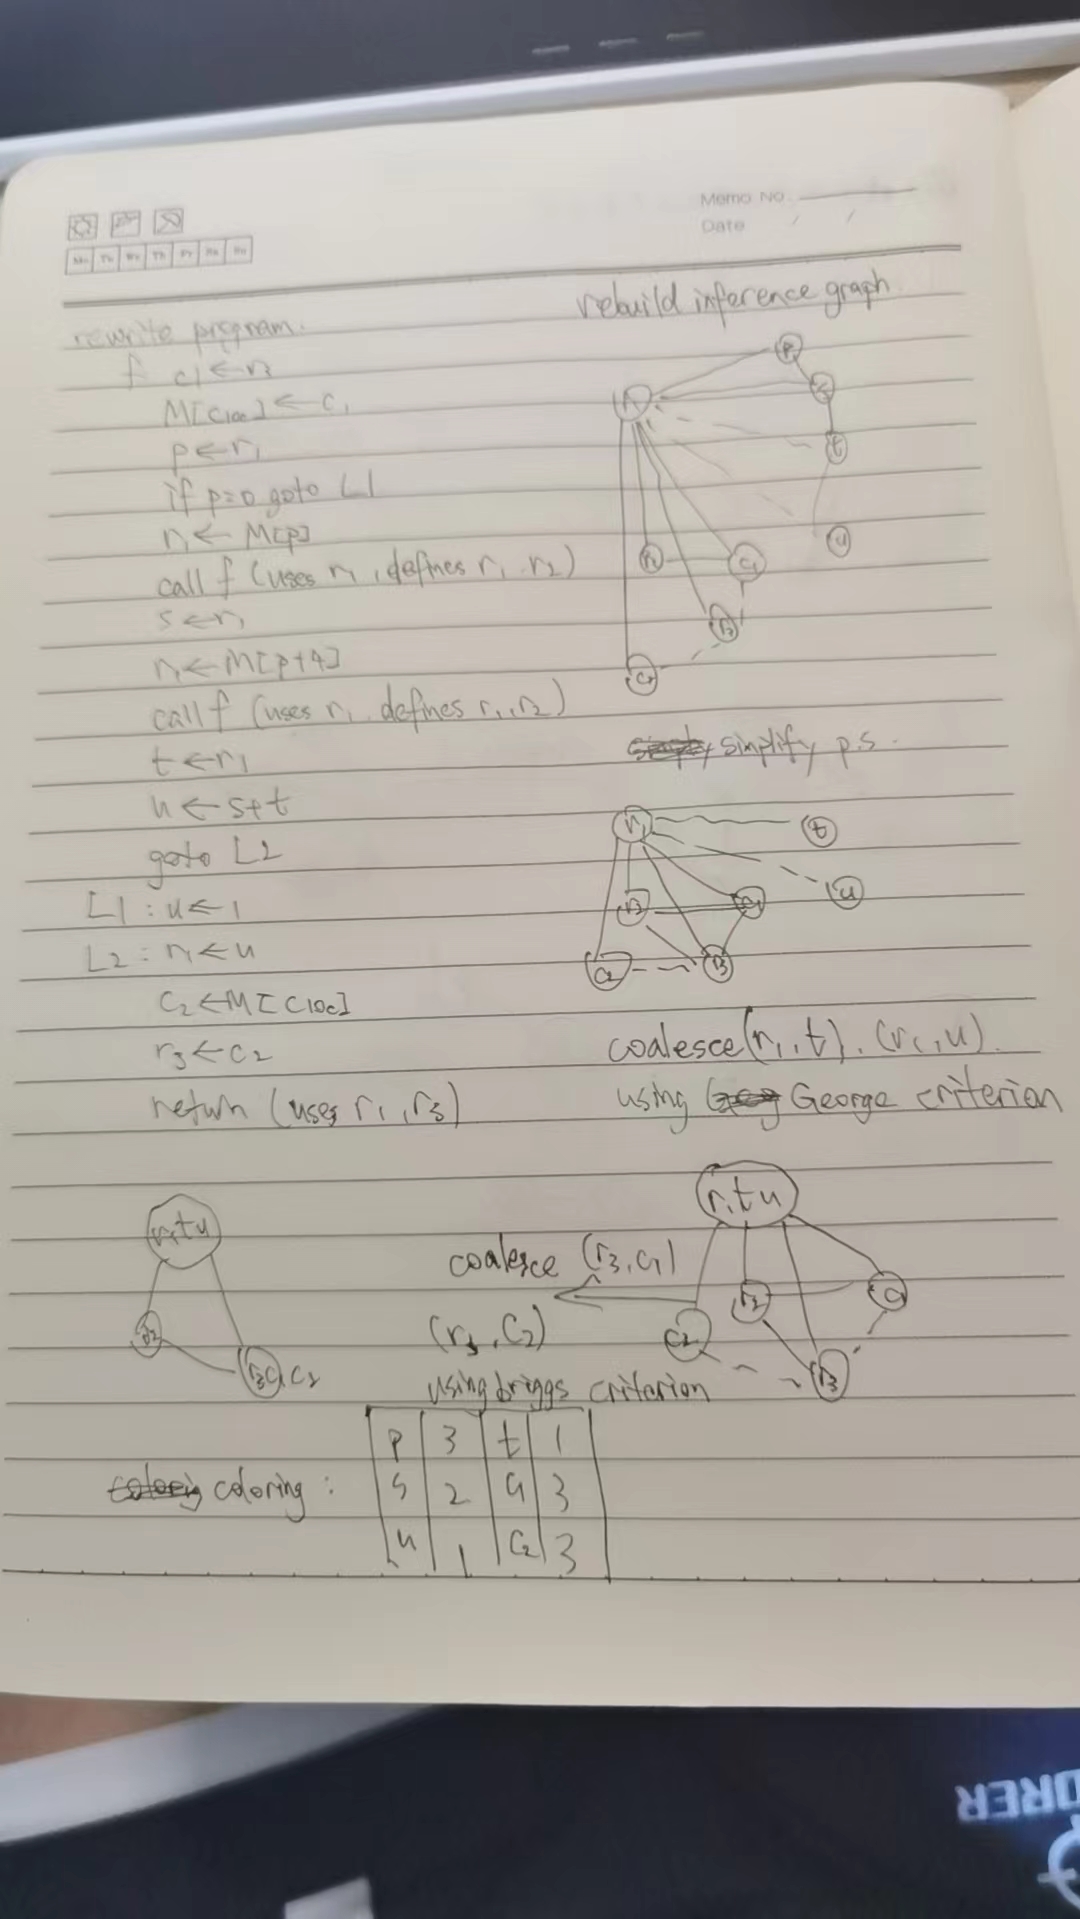 Memo No.
Date / /
Mo Tu We Th Fr Sa Su
rewrite program.
f c1 ← r3
M[Cloc] ← c1
p ← r1
if p=0 goto L1
r1 ← M[p]
call f (uses r1, defines r1, r2)
s ← r1
r1 ← M[p+4]
call f (uses r1, defines r1, r2)
t ← r1
u ← s+t
goto L2
L1 : u ← 1
L2 : r1 ← u
c2 ← M[Cloc]
r3 ← c2
return (uses r1, r3)
rebuild inference graph
r1 p
s
t
u
r2 c1
r3
c2
simplify p.s.
r1 t
r2 c1 u
c2 r3
coalesce (r1, t), (r1, u).
using George criterion
r1tu
c2 r2 c1
r3
coalesce (r3, c1)
(r3, c2)
using briggs criterion
r1tu
r2
r3c1c2
coloring :
p 3 t 1
s 2 c1 3
u 1 c2 3